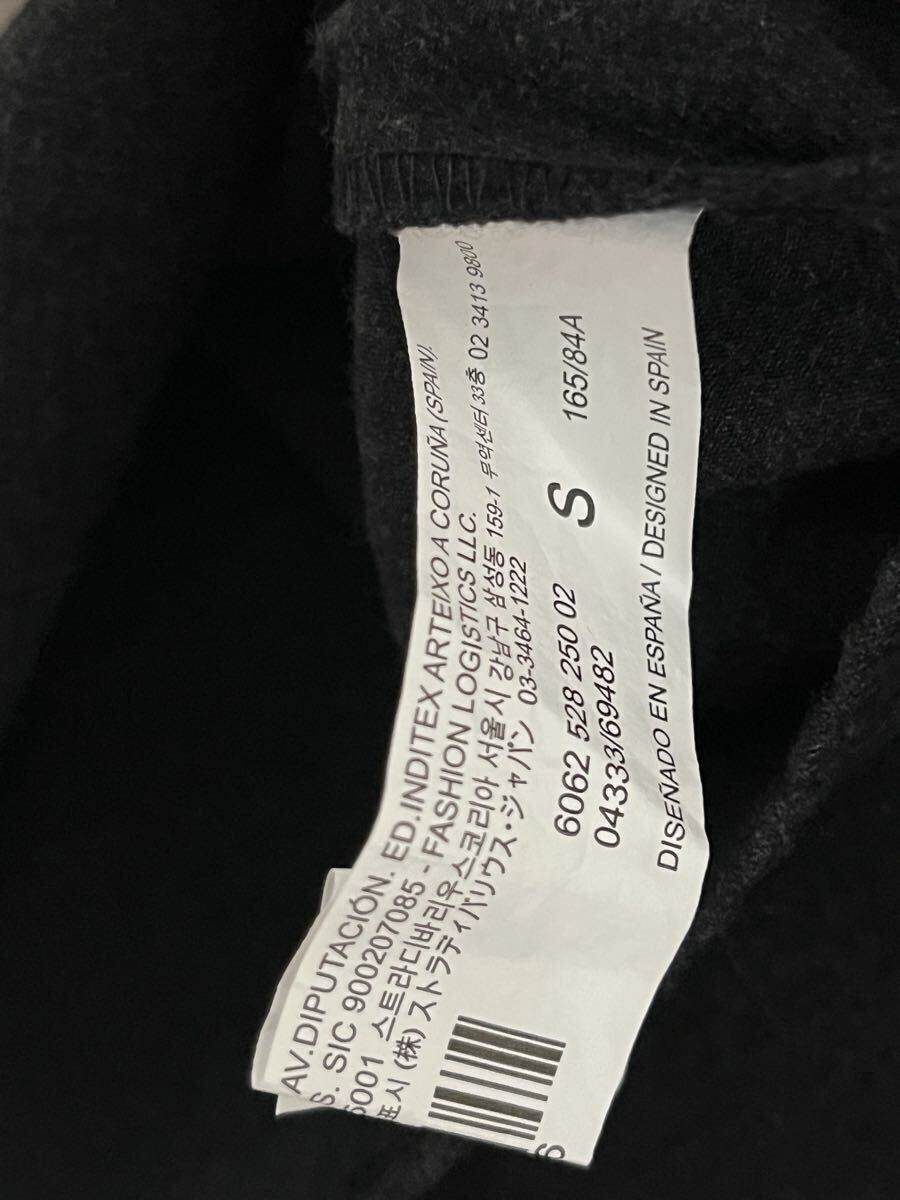 AV.DIPUTACIÓN. ED.INDITEX ARTEIXO A CORUÑA (SPAIN).
S. SIC 900207085 - FASHION LOGISTICS LLC.
6001 스트라디바리우스코리아 서울시 강남구 삼성동 159-1 무역센터 33층 02 3413 9800
표시 (株) ストラディバリウス・ジャパン 03-3464-1222
6062 528 250 02 S 165/84A
04333/69482
DISEÑADO EN ESPAÑA / DESIGNED IN SPAIN